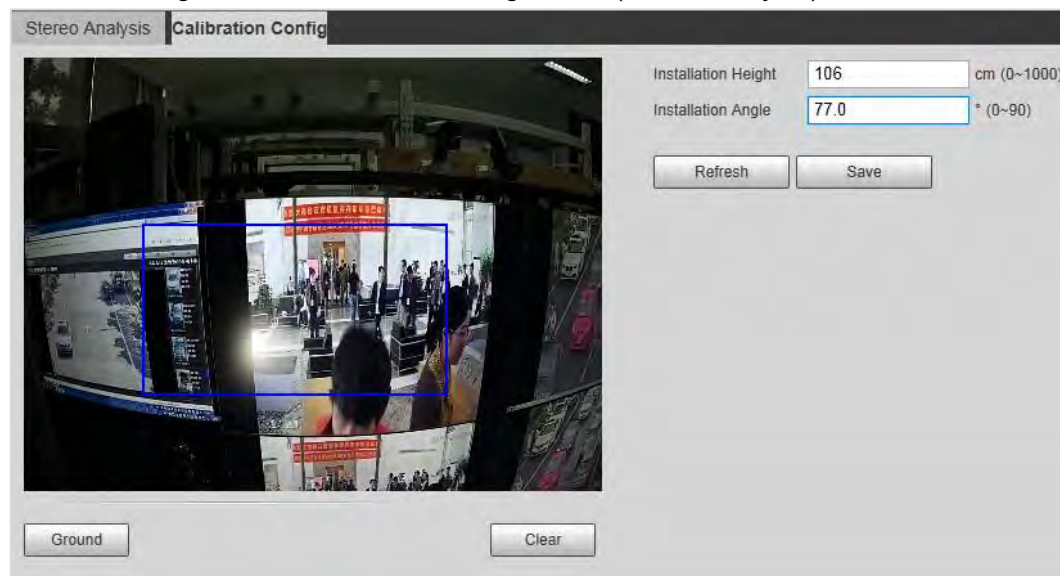 Stereo Analysis Calibration Config
Installation Height 106 cm (0~1000)
Installation Angle 77.0 ° (0~90)
Refresh Save
Ground Clear